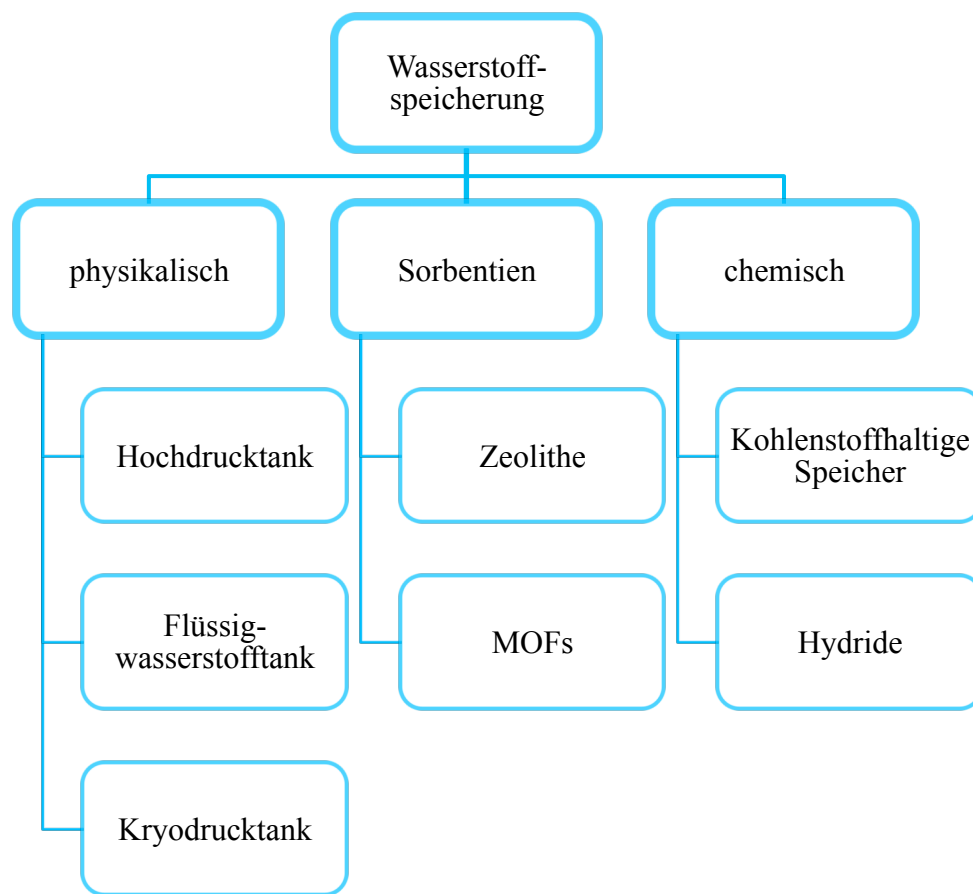 Wasserstoff-
speicherung
physikalisch
Sorbentien
chemisch
Hochdrucktank
Zeolithe
Kohlenstoffhaltige
Speicher
Flüssig-
wasserstofftank
MOFs
Hydride
Kryodrucktank